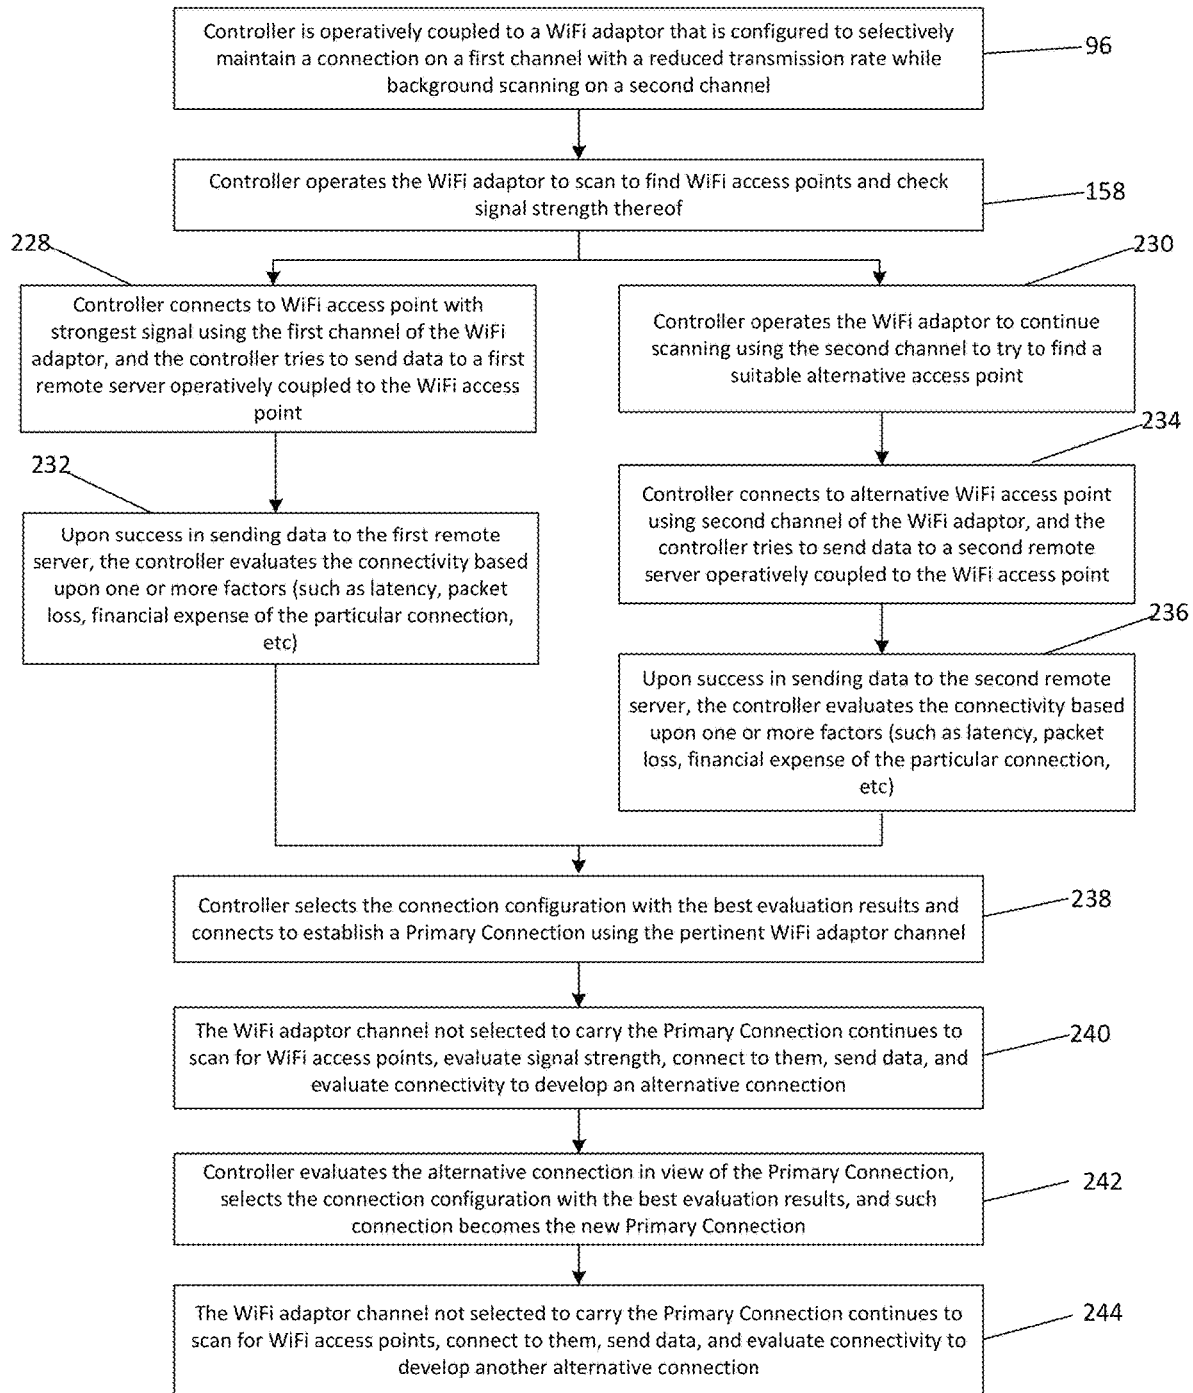 Controller is operatively coupled to a WiFi adaptor that is configured to selectively
maintain a connection on a first channel with a reduced transmission rate while
background scanning on a second channel
96
Controller operates the WiFi adaptor to scan to find WiFi access points and check
signal strength thereof
158
228
Controller connects to WiFi access point with
strongest signal using the first channel of the WiFi
adaptor, and the controller tries to send data to a first
remote server operatively coupled to the WiFi access
point
230
Controller operates the WiFi adaptor to continue
scanning using the second channel to try to find a
suitable alternative access point
232
Upon success in sending data to the first remote
server, the controller evaluates the connectivity based
upon one or more factors (such as latency, packet
loss, financial expense of the particular connection,
etc)
234
Controller connects to alternative WiFi access point
using second channel of the WiFi adaptor, and the
controller tries to send data to a second remote
server operatively coupled to the WiFi access point
236
Upon success in sending data to the second remote
server, the controller evaluates the connectivity based
upon one or more factors (such as latency, packet
loss, financial expense of the particular connection,
etc)
Controller selects the connection configuration with the best evaluation results and
connects to establish a Primary Connection using the pertinent WiFi adaptor channel
238
The WiFi adaptor channel not selected to carry the Primary Connection continues to
scan for WiFi access points, evaluate signal strength, connect to them, send data, and
evaluate connectivity to develop an alternative connection
240
Controller evaluates the alternative connection in view of the Primary Connection,
selects the connection configuration with the best evaluation results, and such
connection becomes the new Primary Connection
242
The WiFi adaptor channel not selected to carry the Primary Connection continues to
scan for WiFi access points, connect to them, send data, and evaluate connectivity to
develop another alternative connection
244